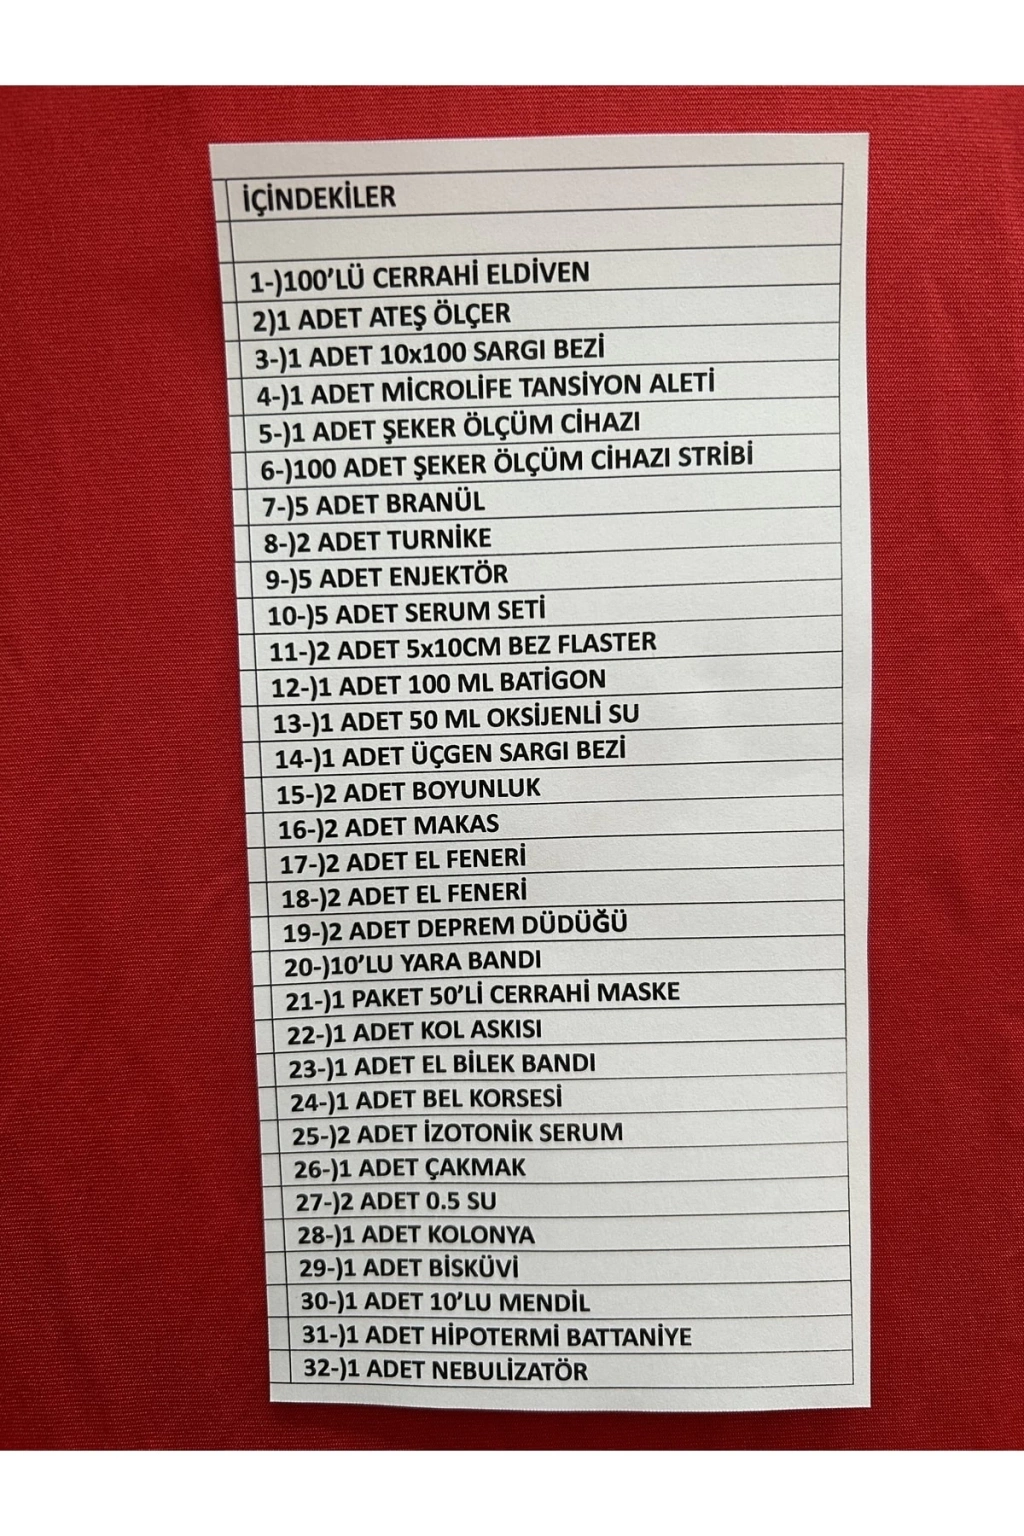 İÇİNDEKİLER
1-)100'LÜ CERRAHİ ELDİVEN
2)1 ADET ATEŞ ÖLÇER
3-)1 ADET 10x100 SARGI BEZİ
4-)1 ADET MİCROLİFE TANSİYON ALETİ
5-)1 ADET ŞEKER ÖLÇÜM CİHAZI
6-)100 ADET ŞEKER ÖLÇÜM CİHAZI STRİBİ
7-)5 ADET BRANÜL
8-)2 ADET TURNİKE
9-)5 ADET ENJEKTÖR
10-)5 ADET SERUM SETİ
11-)2 ADET 5x10CM BEZ FLASTER
12-)1 ADET 100 ML BATİGON
13-)1 ADET 50 ML OKSİJENLİ SU
14-)1 ADET ÜÇGEN SARGI BEZİ
15-)2 ADET BOYUNLUK
16-)2 ADET MAKAS
17-)2 ADET EL FENERİ
18-)2 ADET EL FENERİ
19-)2 ADET DEPREM DÜDÜĞÜ
20-)10'LU YARA BANDI
21-)1 PAKET 50'Lİ CERRAHİ MASKE
22-)1 ADET KOL ASKISI
23-)1 ADET EL BİLEK BANDI
24-)1 ADET BEL KORSESİ
25-)2 ADET İZOTONİK SERUM
26-)1 ADET ÇAKMAK
27-)2 ADET 0.5 SU
28-)1 ADET KOLONYA
29-)1 ADET BİSKÜVİ
30-)1 ADET 10'LU MENDİL
31-)1 ADET HİPOTERMİ BATTANİYE
32-)1 ADET NEBULİZATÖR